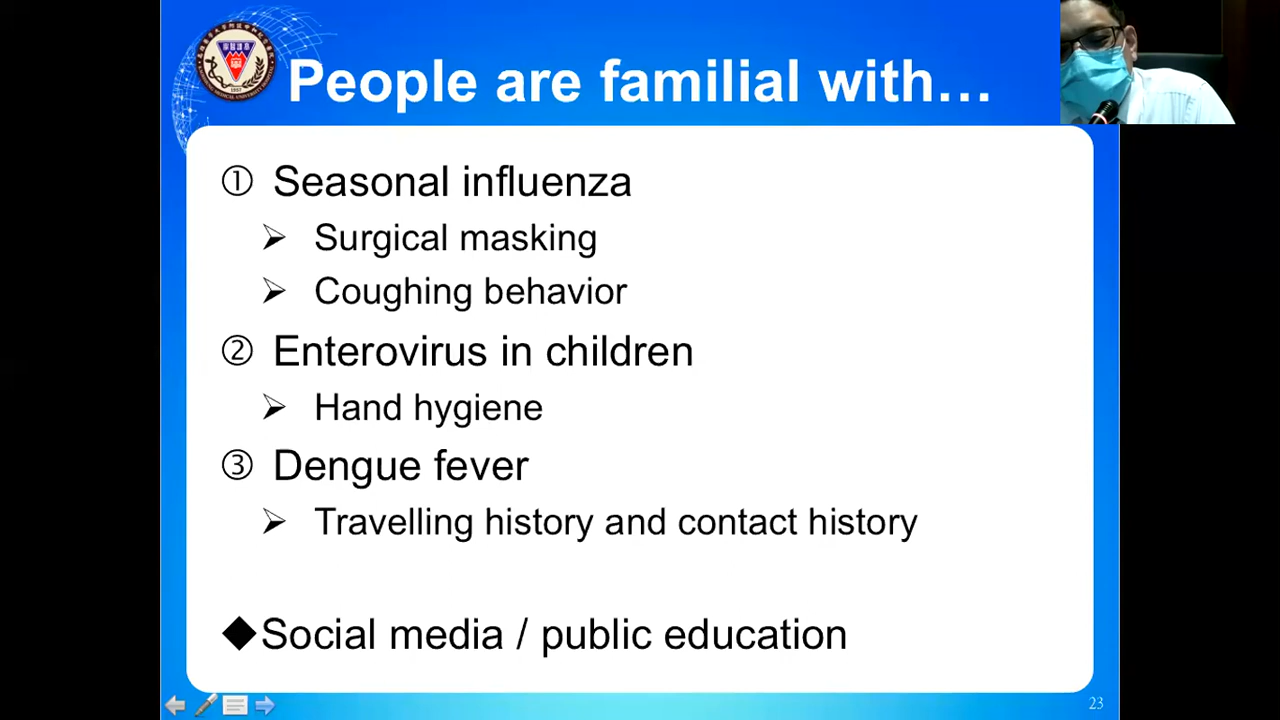 People are familial with…
① Seasonal influenza
➢ Surgical masking
➢ Coughing behavior
② Enterovirus in children
➢ Hand hygiene
③ Dengue fever
➢ Travelling history and contact history
◆Social media / public education
23